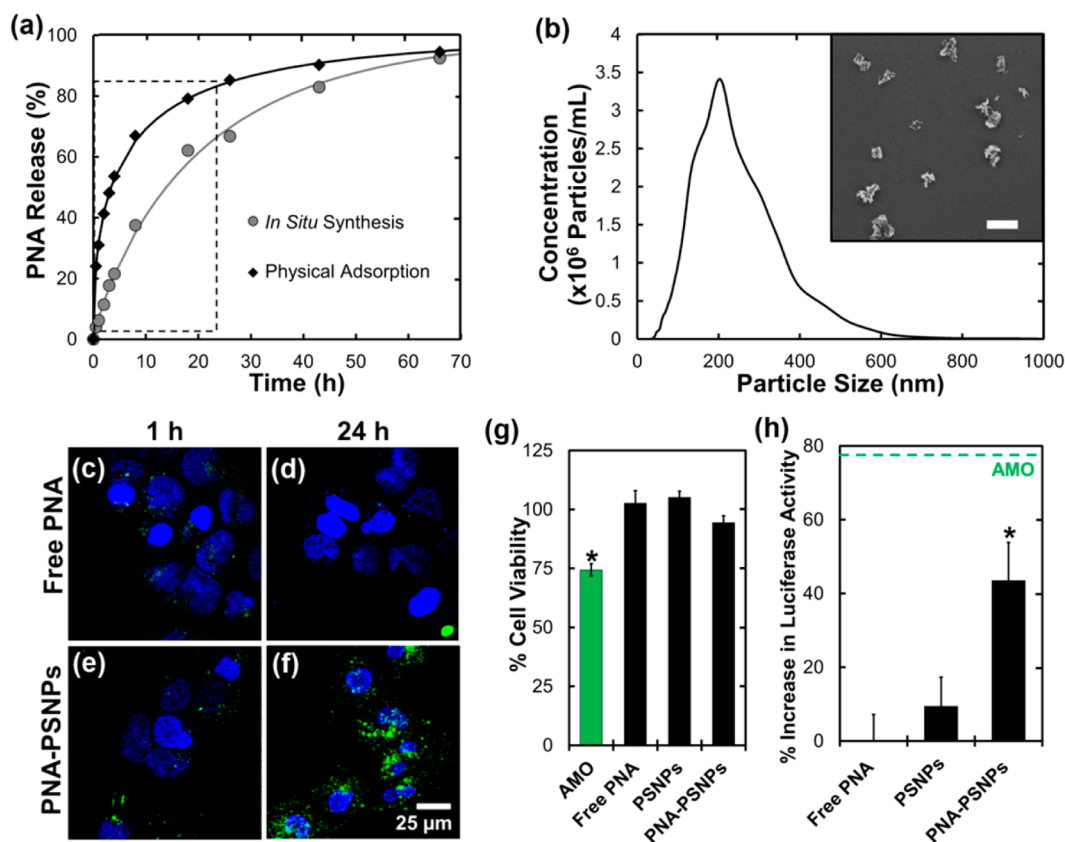 (a)
100
80
60
40
20
0
PNA Release (%)
In Situ Synthesis
Physical Adsorption
0 10 20 30 40 50 60 70
Time (h)
(b)
4
3.5
3
2.5
2
1.5
1
0.5
0
Concentration
(x10⁶ Particles/mL)
0 200 400 600 800 1000
Particle Size (nm)
1 h 24 h
Free PNA
PNA-PSNPs
(c)
(d)
(e)
(f)
25 µm
(g)
125
100
75
50
25
0
% Cell Viability
*
AMO
Free PNA
PSNPs
PNA-PSNPs
(h)
80
60
40
20
0
% Increase in Luciferase Activity
AMO
*
Free PNA
PSNPs
PNA-PSNPs